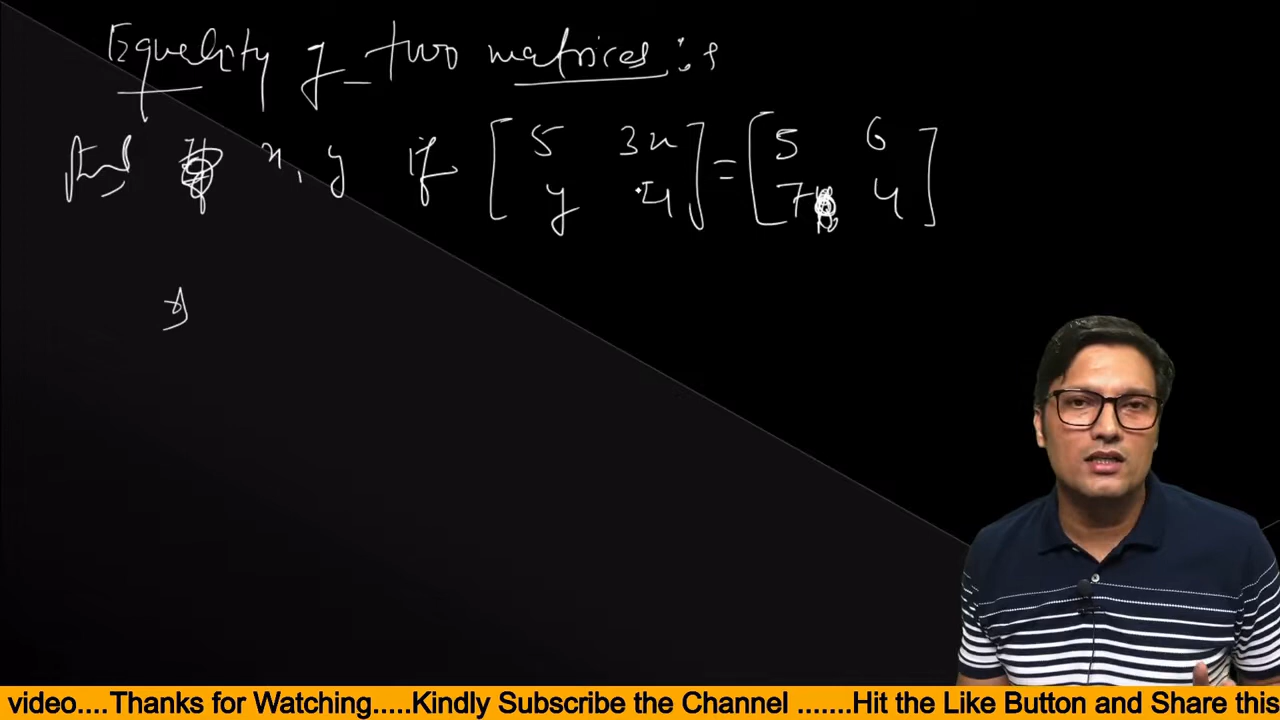 Equality of two matrices :-
find x, y if [ 5 3x ] = [ 5 6 ]
[ y 4 ] [ 7 4 ]
video....Thanks for Watching.....Kindly Subscribe the Channel .......Hit the Like Button and Share this